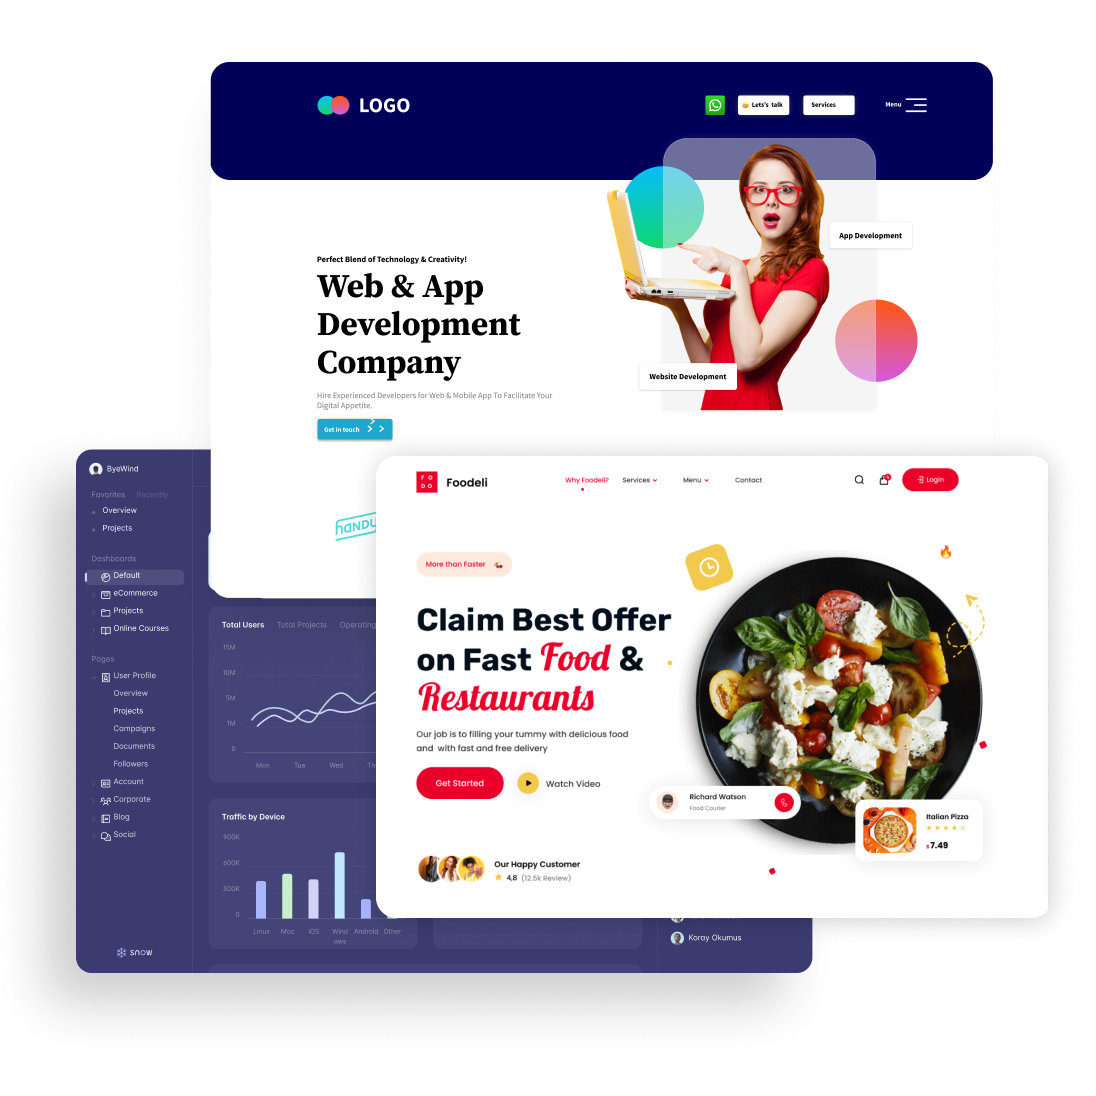 LOGO
Lets's talk
Services
Menu
App Development
Perfect Blend of Technology & Creativity!
Web & App
Development
Company
Website Development
Hire Experienced Developers for Web & Mobile App To Facilitate Your
Digital Appetite.
Get in touch
ByeWind
Favorites Recently
Overview
Projects
Dashboards
Default
eCommerce
Projects
Online Courses
Pages
User Profile
Overview
Projects
Campaigns
Documents
Followers
Account
Corporate
Blog
Social
snow
HANDU
Total Users Total Projects Operating
15M
10M
5M
1M
0
Mon Tue Wed Th
Traffic by Device
900K
600K
300K
0
Linux Mac iOS Wind
ows
Android Other
Koray Okumus
FO
DO
Foodeli
Why Foodeli? Services Menu Contact
Login
More than Faster
Claim Best Offer
on Fast Food &
Restaurants
Our job is to filling your tummy with delicious food
and with fast and free delivery
Get Started
Watch Video
Richard Watson
Food Courier
Italian Pizza
$7.49
Our Happy Customer
4,8 (12.5k Review)